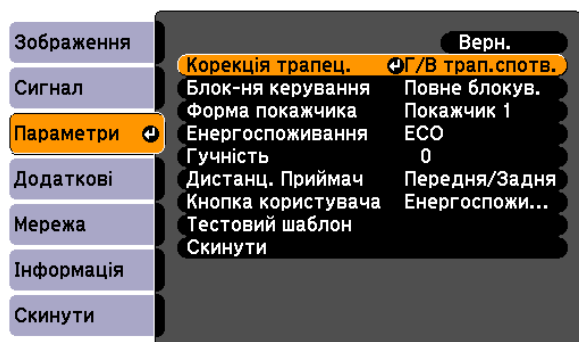 Зображення
Сигнал
Параметри
Додаткові
Мережа
Інформація
Скинути
Верн.
Корекція трапец. Г/В трап.спотв.
Блок-ня керування Повне блокув.
Форма покажчика Покажчик 1
Енергоспоживання ECO
Гучність 0
Дистанц. Приймач Передня/Задня
Кнопка користувача Енергоспожи...
Тестовий шаблон
Скинути